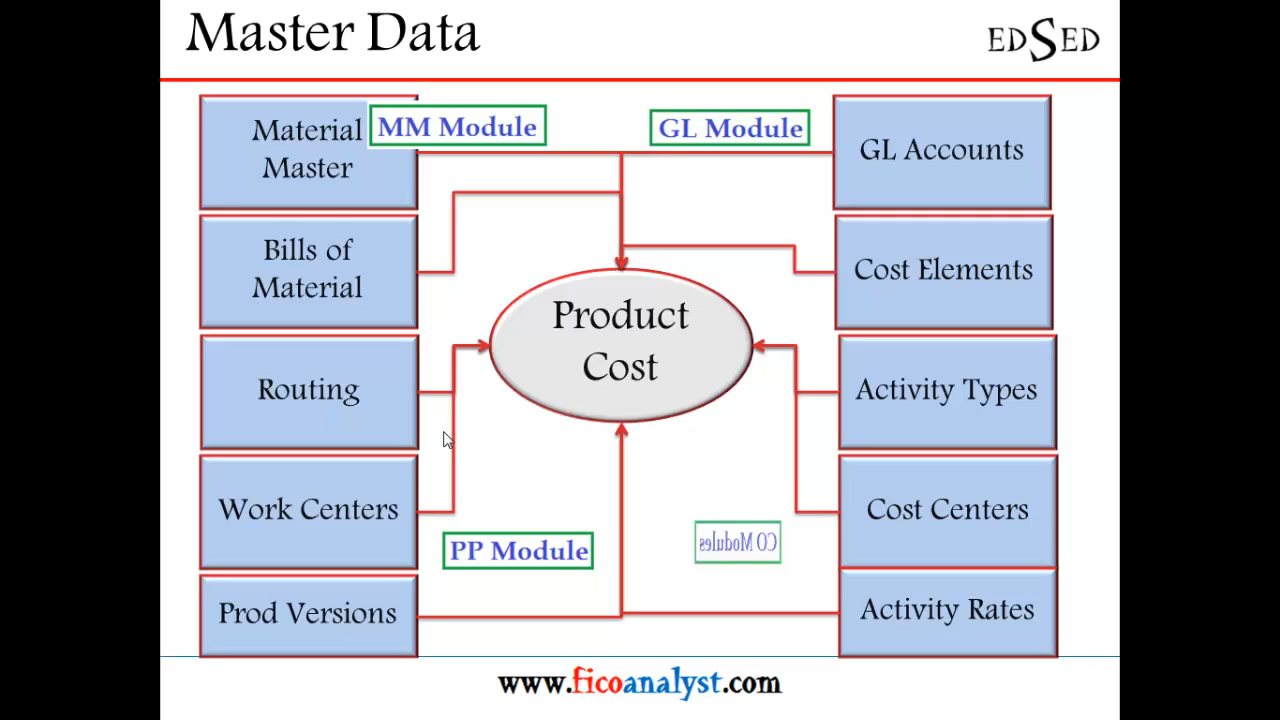 Master Data
EDSED
Material
Master
MM Module
GL Module
GL Accounts
Bills of
Material
Cost Elements
Product
Cost
Routing
Activity Types
Work Centers
Cost Centers
PP Module
CO Modules
Prod Versions
Activity Rates
www.ficoanalyst.com